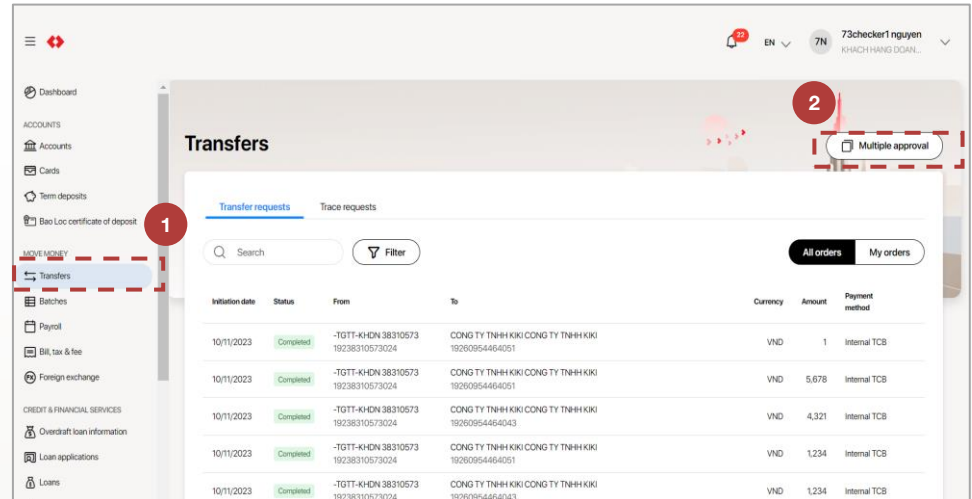 22
EN
7N
73checker1 nguyen
KHACH HANG DOAN...
Dashboard
ACCOUNTS
Accounts
Cards
Term deposits
Bao Loc certificate of deposit
MOVE MONEY
1
Transfers
Batches
Payroll
Bill, tax & fee
Foreign exchange
CREDIT & FINANCIAL SERVICES
Overdraft loan information
Loan applications
Loans
Transfers
2
Multiple approval
Transfer requests Trace requests
Search Filter All orders My orders
Initiation date Status From To Currency Amount Payment method
10/11/2023 Completed -TGTT-KHDN 38310573 CONG TY TNHH KIKI CONG TY TNHH KIKI VND 1 Internal TCB
19238310573024 19260954464051
10/11/2023 Completed -TGTT-KHDN 38310573 CONG TY TNHH KIKI CONG TY TNHH KIKI VND 5,678 Internal TCB
19238310573024 19260954464051
10/11/2023 Completed -TGTT-KHDN 38310573 CONG TY TNHH KIKI CONG TY TNHH KIKI VND 4,321 Internal TCB
19238310573024 19260954464043
10/11/2023 Completed -TGTT-KHDN 38310573 CONG TY TNHH KIKI CONG TY TNHH KIKI VND 1,234 Internal TCB
19238310573024 19260954464051
10/11/2023 Completed -TGTT-KHDN 38310573 CONG TY TNHH KIKI CONG TY TNHH KIKI VND 1,234 Internal TCB
19238310573024 19260954464043